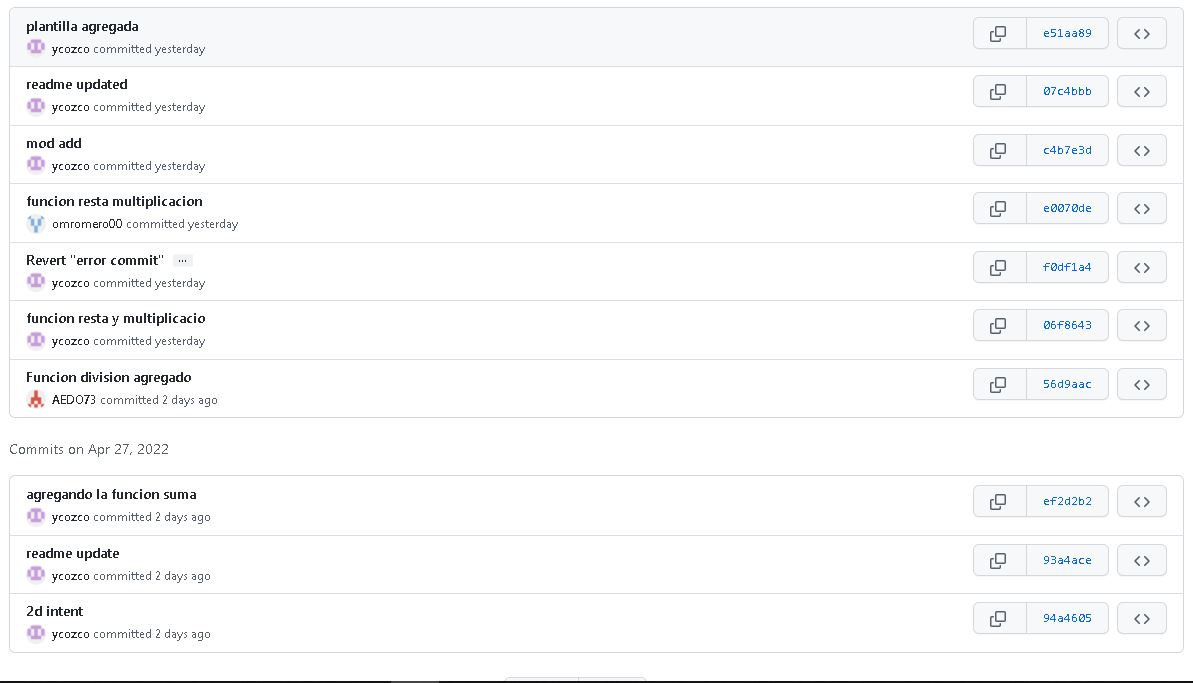 plantilla agregada
ycozco committed yesterday
e51aa89
readme updated
ycozco committed yesterday
07c4bbb
mod add
ycozco committed yesterday
c4b7e3d
funcion resta multiplicacion
omromero00 committed yesterday
e0070de
Revert "error commit" ...
ycozco committed yesterday
f0df1a4
funcion resta y multiplicacio
ycozco committed yesterday
06f8643
Funcion division agregado
AEDO73 committed 2 days ago
56d9aac
Commits on Apr 27, 2022
agregando la funcion suma
ycozco committed 2 days ago
ef2d2b2
readme update
ycozco committed 2 days ago
93a4ace
2d intent
ycozco committed 2 days ago
94a4605